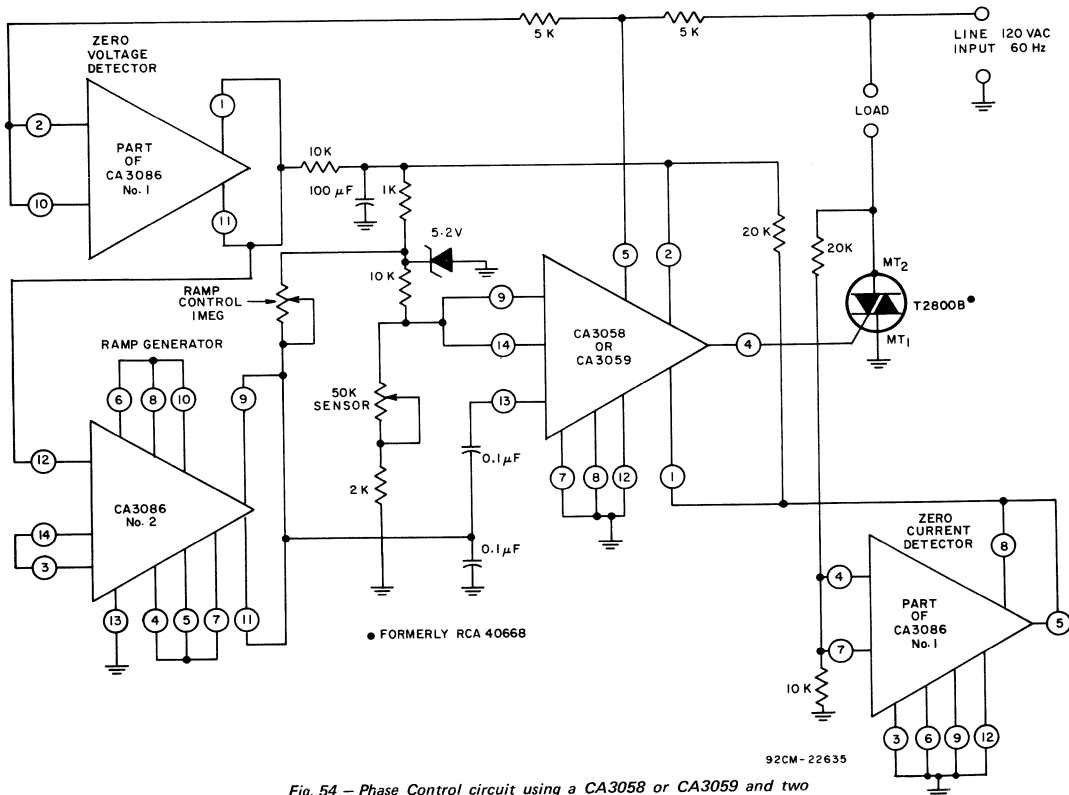 5 K
5 K
LINE INPUT
120 VAC
60 Hz
ZERO
VOLTAGE
DETECTOR
2
10
PART
OF
CA3086
No. 1
1
11
10K
100 µF
1K
5·2V
10 K
RAMP
CONTROL
1 MEG
RAMP GENERATOR
6
8
10
9
12
14
3
CA3086
No. 2
13
4
5
7
11
50K
SENSOR
2 K
0.1µF
0.1µF
9
14
13
CA3058
OR
CA3059
5
2
4
7
8
12
1
20 K
20K
LOAD
MT2
T2800B●
MT1
ZERO
CURRENT
DETECTOR
8
4
7
PART
OF
CA3086
No. 1
5
10K
3
6
9
12
● FORMERLY RCA 40668
92CM-22635
Fig. 54 – Phase Control circuit using a CA3058 or CA3059 and two